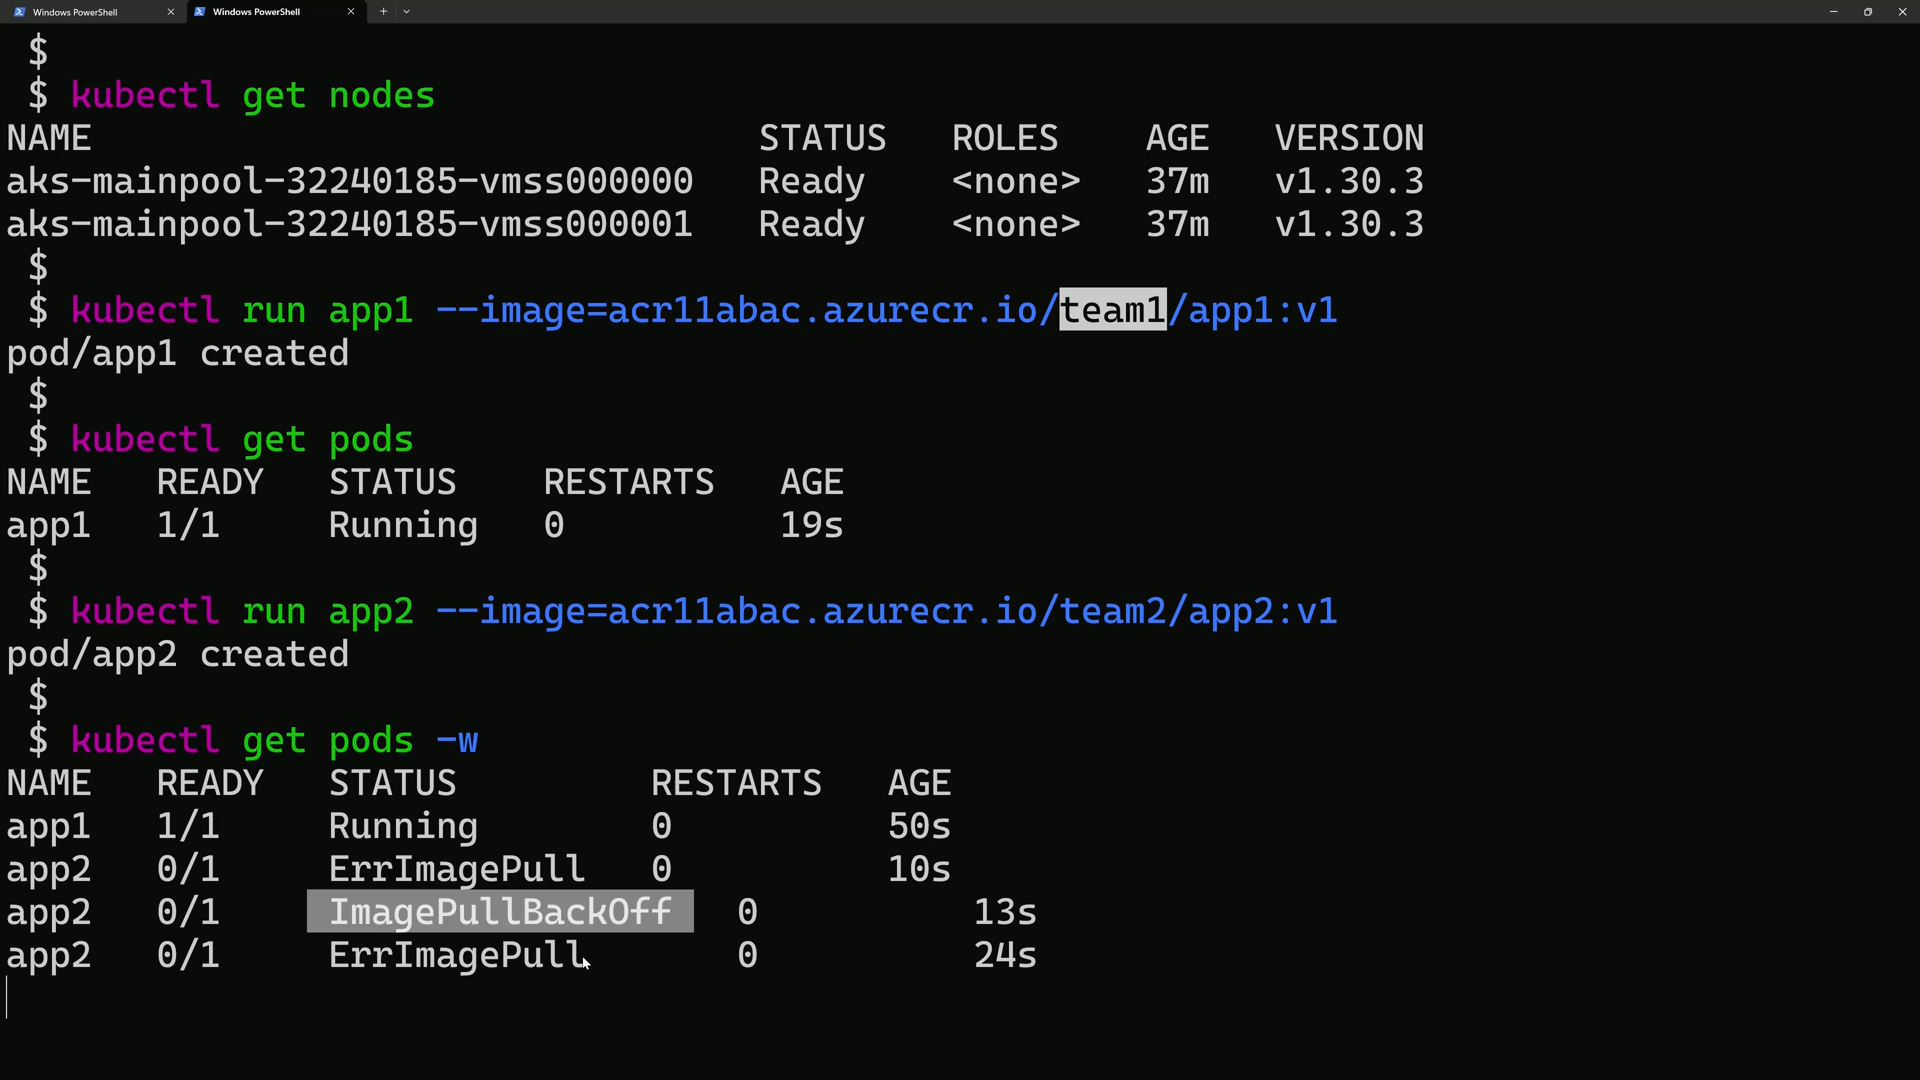 Windows PowerShell
Windows PowerShell
$
$ kubectl get nodes
NAME STATUS ROLES AGE VERSION
aks-mainpool-32240185-vmss000000 Ready <none> 37m v1.30.3
aks-mainpool-32240185-vmss000001 Ready <none> 37m v1.30.3
$
$ kubectl run app1 --image=acr11abac.azurecr.io/team1/app1:v1
pod/app1 created
$
$ kubectl get pods
NAME READY STATUS RESTARTS AGE
app1 1/1 Running 0 19s
$
$ kubectl run app2 --image=acr11abac.azurecr.io/team2/app2:v1
pod/app2 created
$
$ kubectl get pods -w
NAME READY STATUS RESTARTS AGE
app1 1/1 Running 0 50s
app2 0/1 ErrImagePull 0 10s
app2 0/1 ImagePullBackOff 0 13s
app2 0/1 ErrImagePull 0 24s